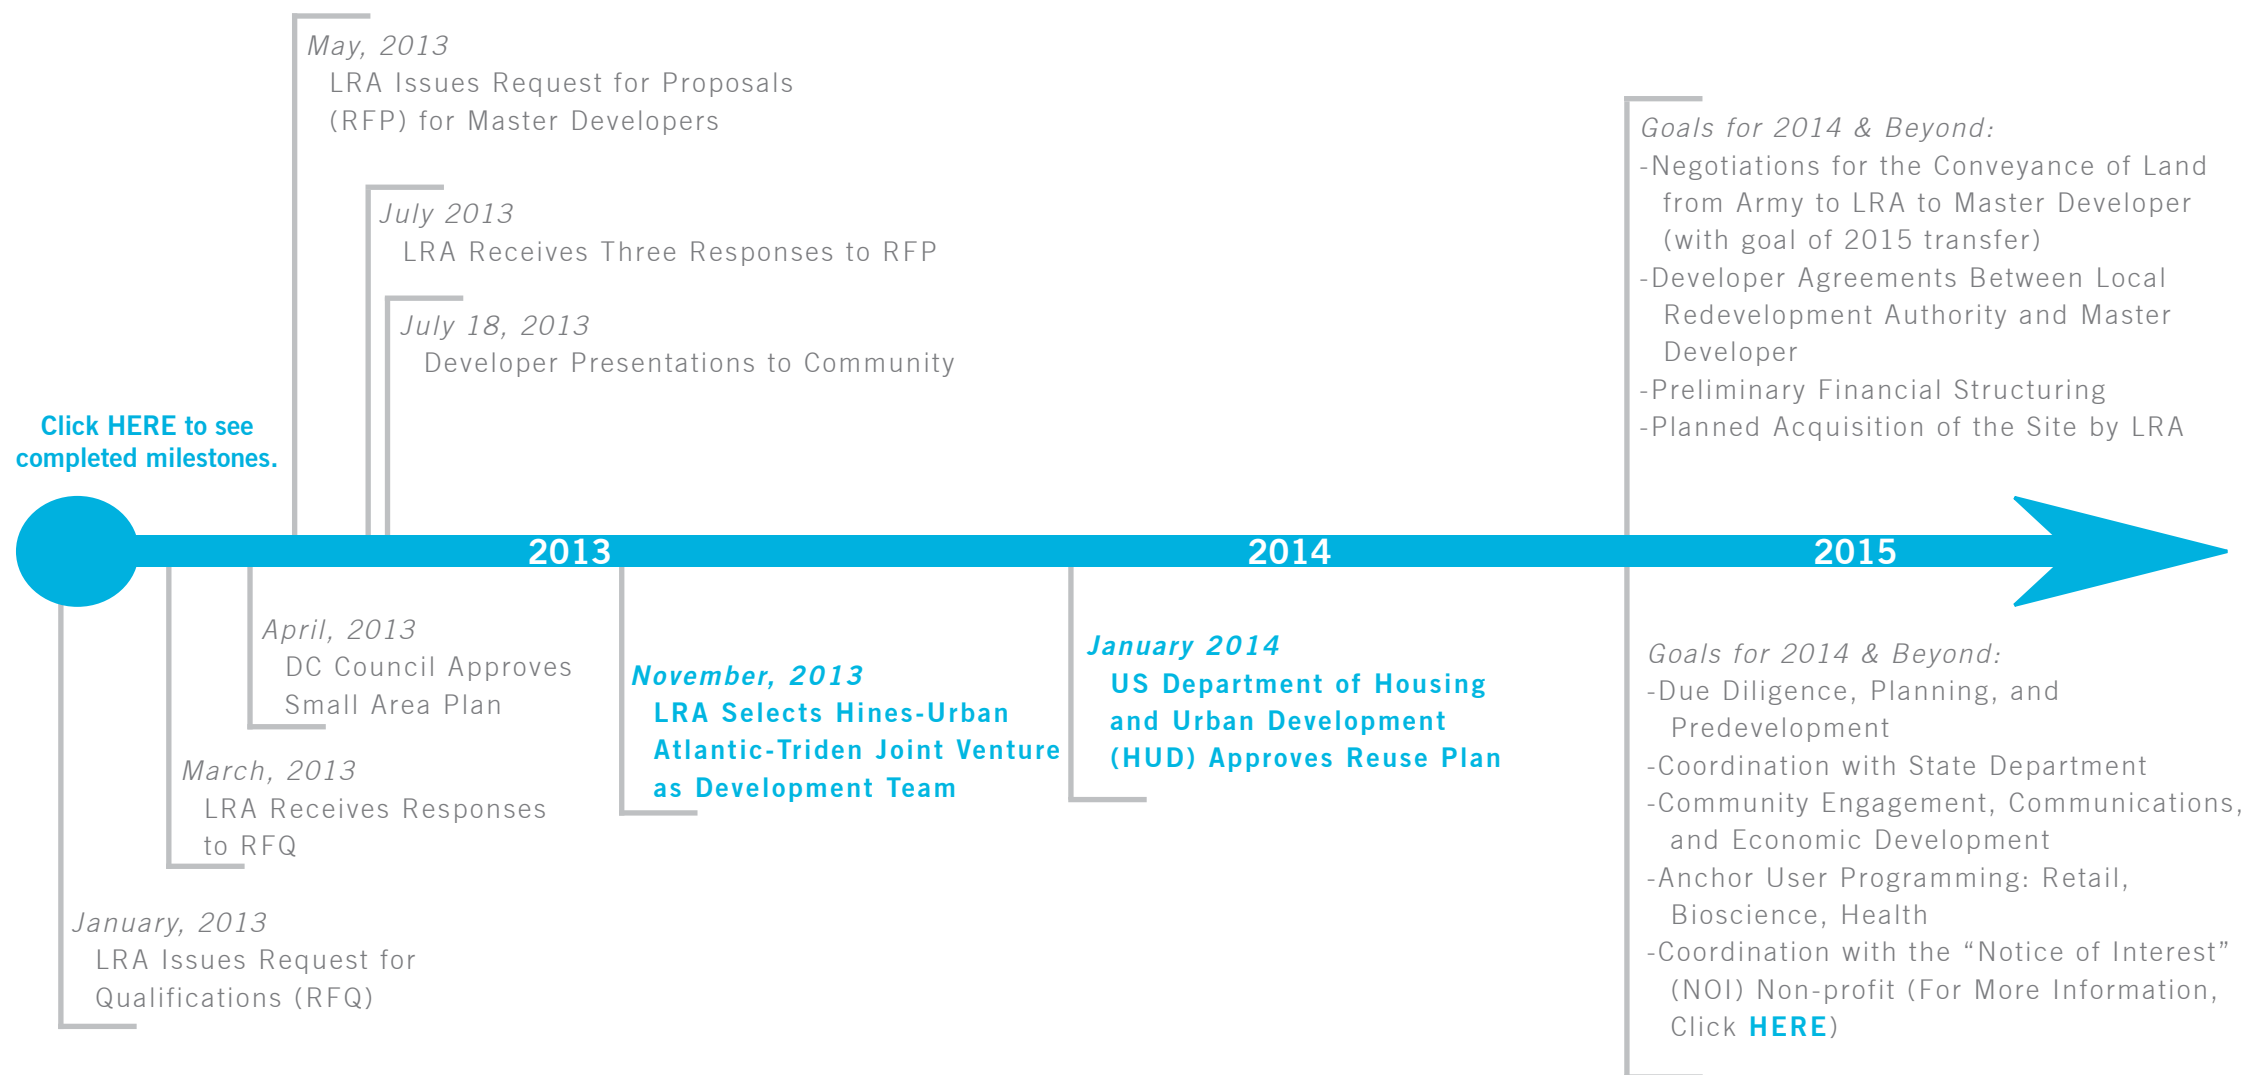 May, 2013
LRA Issues Request for Proposals
(RFP) for Master Developers
July 2013
LRA Receives Three Responses to RFP
July 18, 2013
Developer Presentations to Community
Goals for 2014 & Beyond:
-Negotiations for the Conveyance of Land
from Army to LRA to Master Developer
(with goal of 2015 transfer)
-Developer Agreements Between Local
Redevelopment Authority and Master
Developer
-Preliminary Financial Structuring
-Planned Acquisition of the Site by LRA
Click HERE to see
completed milestones.
2013
2014
2015
April, 2013
DC Council Approves
Small Area Plan
March, 2013
LRA Receives Responses
to RFQ
January, 2013
LRA Issues Request for
Qualifications (RFQ)
November, 2013
LRA Selects Hines-Urban
Atlantic-Triden Joint Venture
as Development Team
January 2014
US Department of Housing
and Urban Development
(HUD) Approves Reuse Plan
Goals for 2014 & Beyond:
-Due Diligence, Planning, and
Predevelopment
-Coordination with State Department
-Community Engagement, Communications,
and Economic Development
-Anchor User Programming: Retail,
Bioscience, Health
-Coordination with the “Notice of Interest”
(NOI) Non-profit (For More Information,
Click HERE)